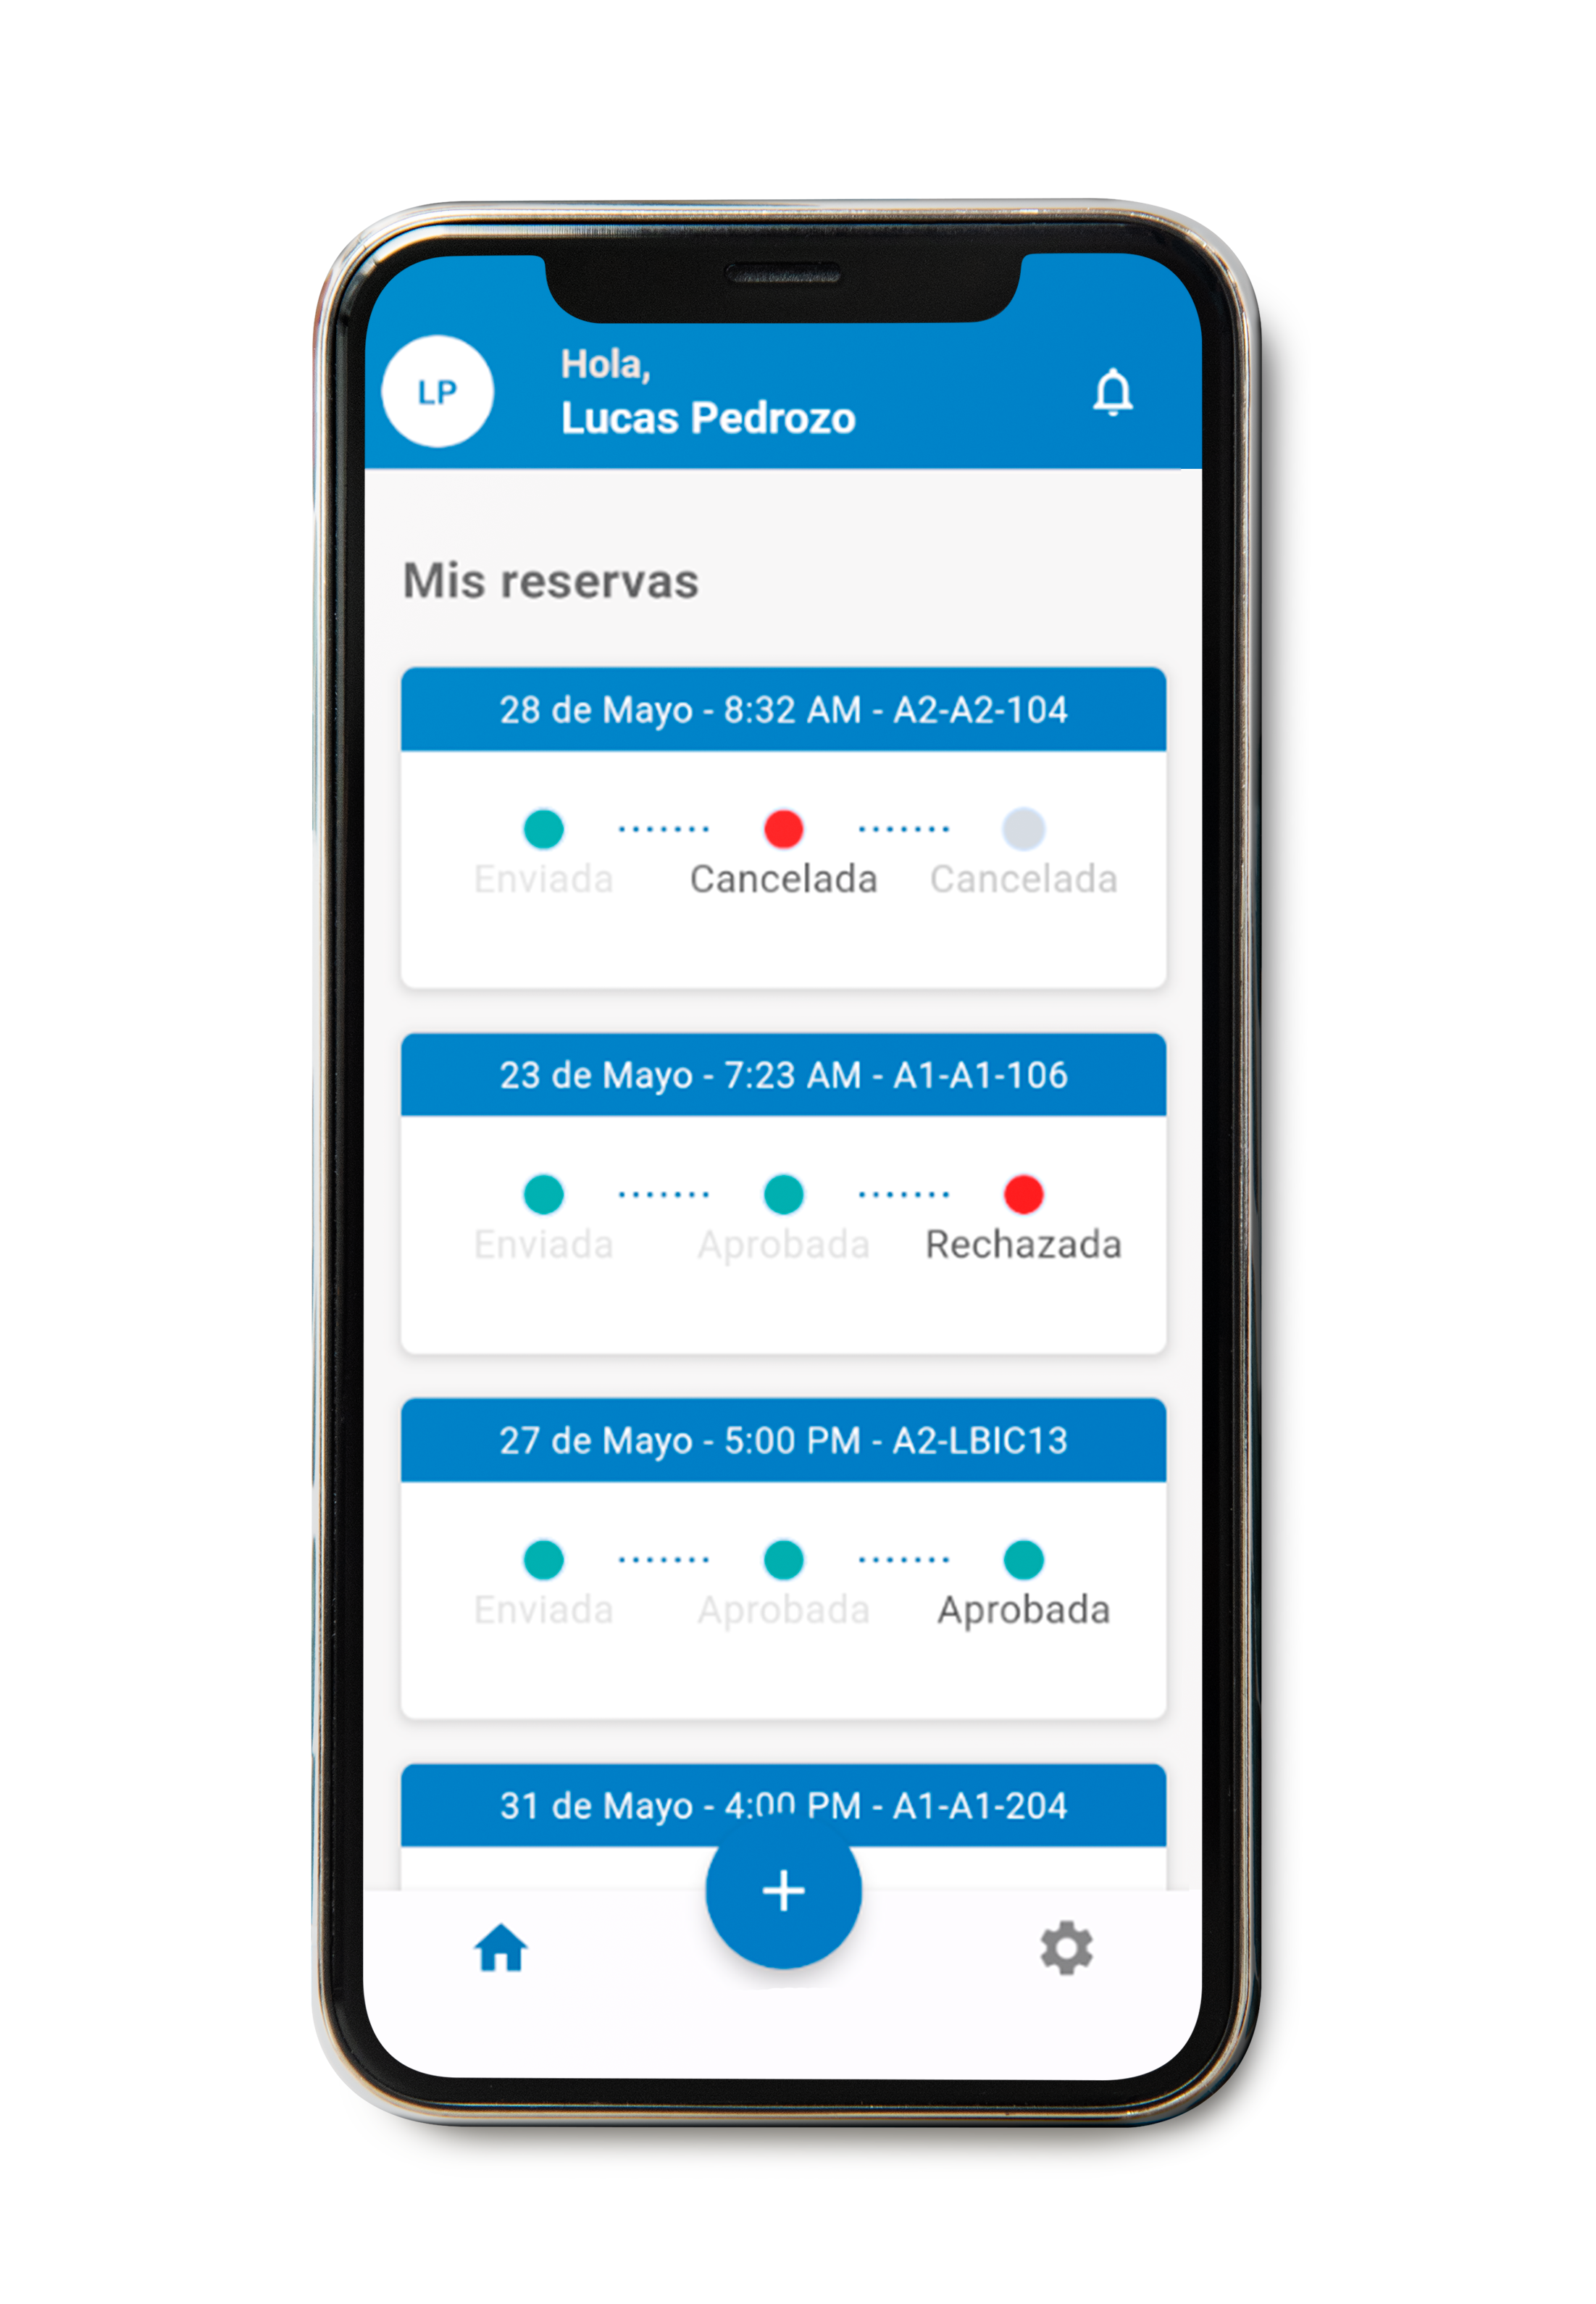 LP
Hola,
Lucas Pedrozo
Mis reservas
28 de Mayo - 8:32 AM - A2-A2-104
Enviada
Cancelada
Cancelada
23 de Mayo - 7:23 AM - A1-A1-106
Enviada
Aprobada
Rechazada
27 de Mayo - 5:00 PM - A2-LBIC13
Enviada
Aprobada
Aprobada
31 de Mayo - 4:00 PM - A1-A1-204
+